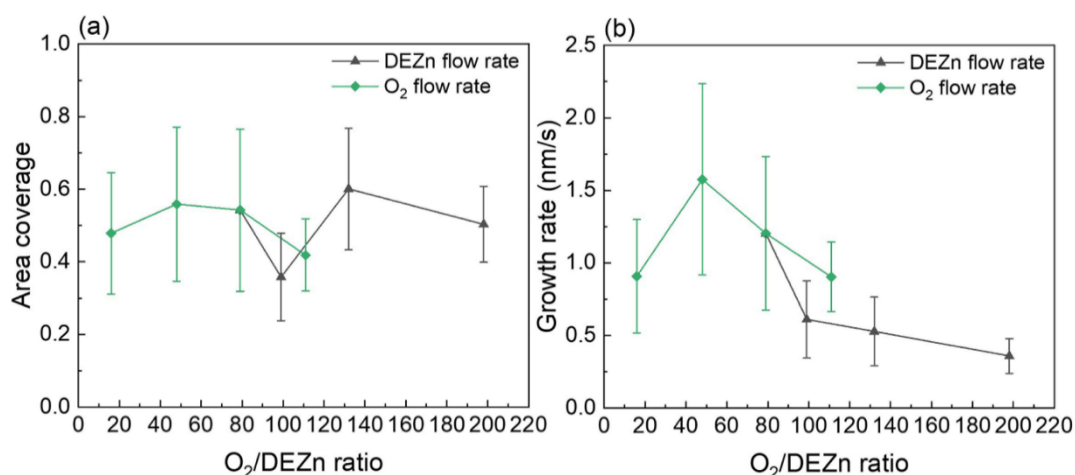 (a)
1.0
0.8
0.6
0.4
0.2
0.0
Area coverage
DEZn flow rate
O₂ flow rate
0 20 40 60 80 100 120 140 160 180 200 220
O₂/DEZn ratio
(b)
2.5
2.0
1.5
1.0
0.5
0.0
Growth rate (nm/s)
DEZn flow rate
O₂ flow rate
0 20 40 60 80 100 120 140 160 180 200 220
O₂/DEZn ratio